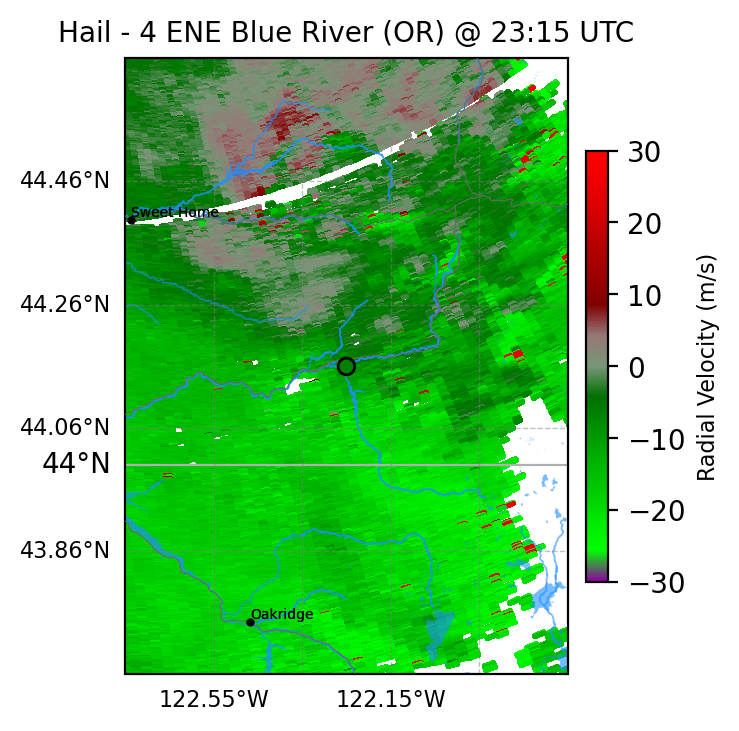 Hail - 4 ENE Blue River (OR) @ 23:15 UTC
44.46°N
44.26°N
44.06°N
44°N
43.86°N
Sweet Home
Oakridge
122.55°W
122.15°W
30
20
10
0
−10
−20
−30
Radial Velocity (m/s)